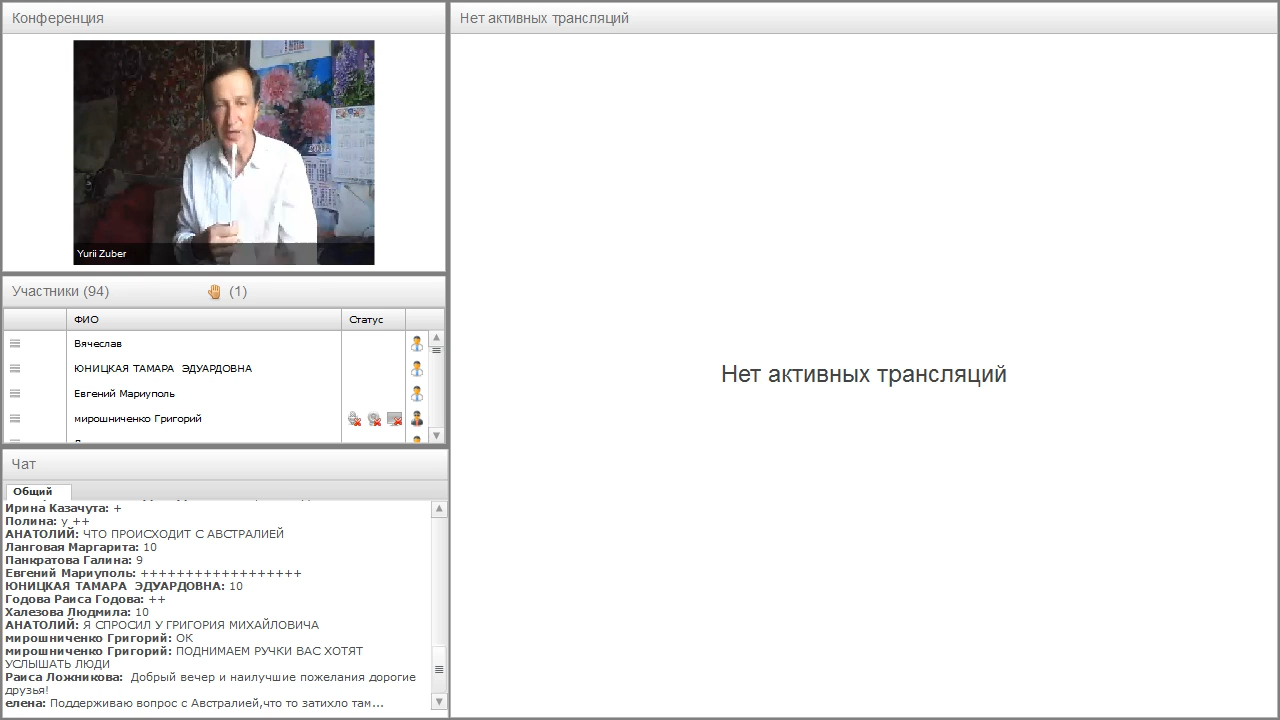 Конференция
Нет активных трансляций
2016
Yurii Zuber
Участники (94)
(1)
ФИО
Статус
Вячеслав
ЮНИЦКАЯ ТАМАРА ЭДУАРДОВНА
Евгений Мариуполь
мирошниченко Григорий
Чат
Общий
Ирина Казачута: +
Полина: у ++
АНАТОЛИЙ: ЧТО ПРОИСХОДИТ С АВСТРАЛИЕЙ
Ланговая Маргарита: 10
Панкратова Галина: 9
Евгений Мариуполь: ++++++++++++++++++
ЮНИЦКАЯ ТАМАРА ЭДУАРДОВНА: 10
Годова Раиса Годова: ++
Халезова Людмила: 10
АНАТОЛИЙ: Я СПРОСИЛ У ГРИГОРИЯ МИХАЙЛОВИЧА
мирошниченко Григорий: ОК
мирошниченко Григорий: ПОДНИМАЕМ РУЧКИ ВАС ХОТЯТ
УСЛЫШАТЬ ЛЮДИ
Раиса Ложникова: Добрый вечер и наилучшие пожелания дорогие
друзья!
елена: Поддерживаю вопрос с Австралией,что то затихло там...
Нет активных трансляций